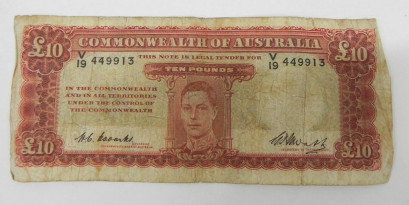 £10 COMMONWEALTH OF AUSTRALIA £10
THIS NOTE IS LEGAL TENDER FOR
V/19 449913 V/19 449913
TEN POUNDS
IN THE COMMONWEALTH
AND IN ALL TERRITORIES
UNDER THE CONTROL OF
THE COMMONWEALTH
£10 £10